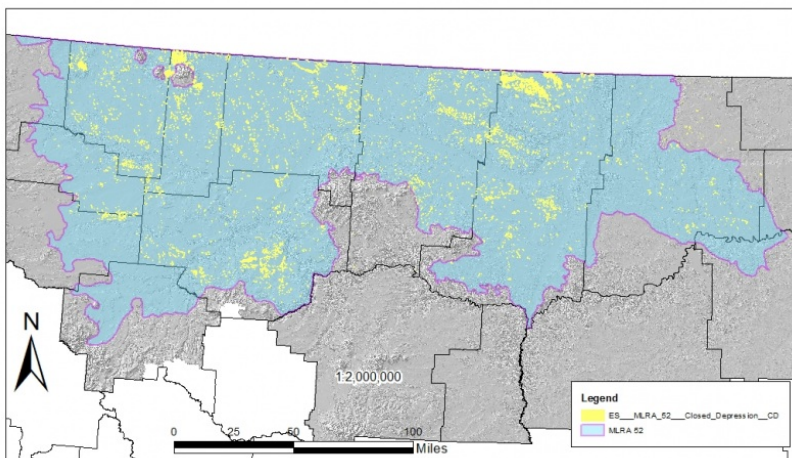 N
1:2,000,000
0 25 50 100
Miles
Legend
ES___MLRA_52___Closed_Depression__CD
MLRA 52